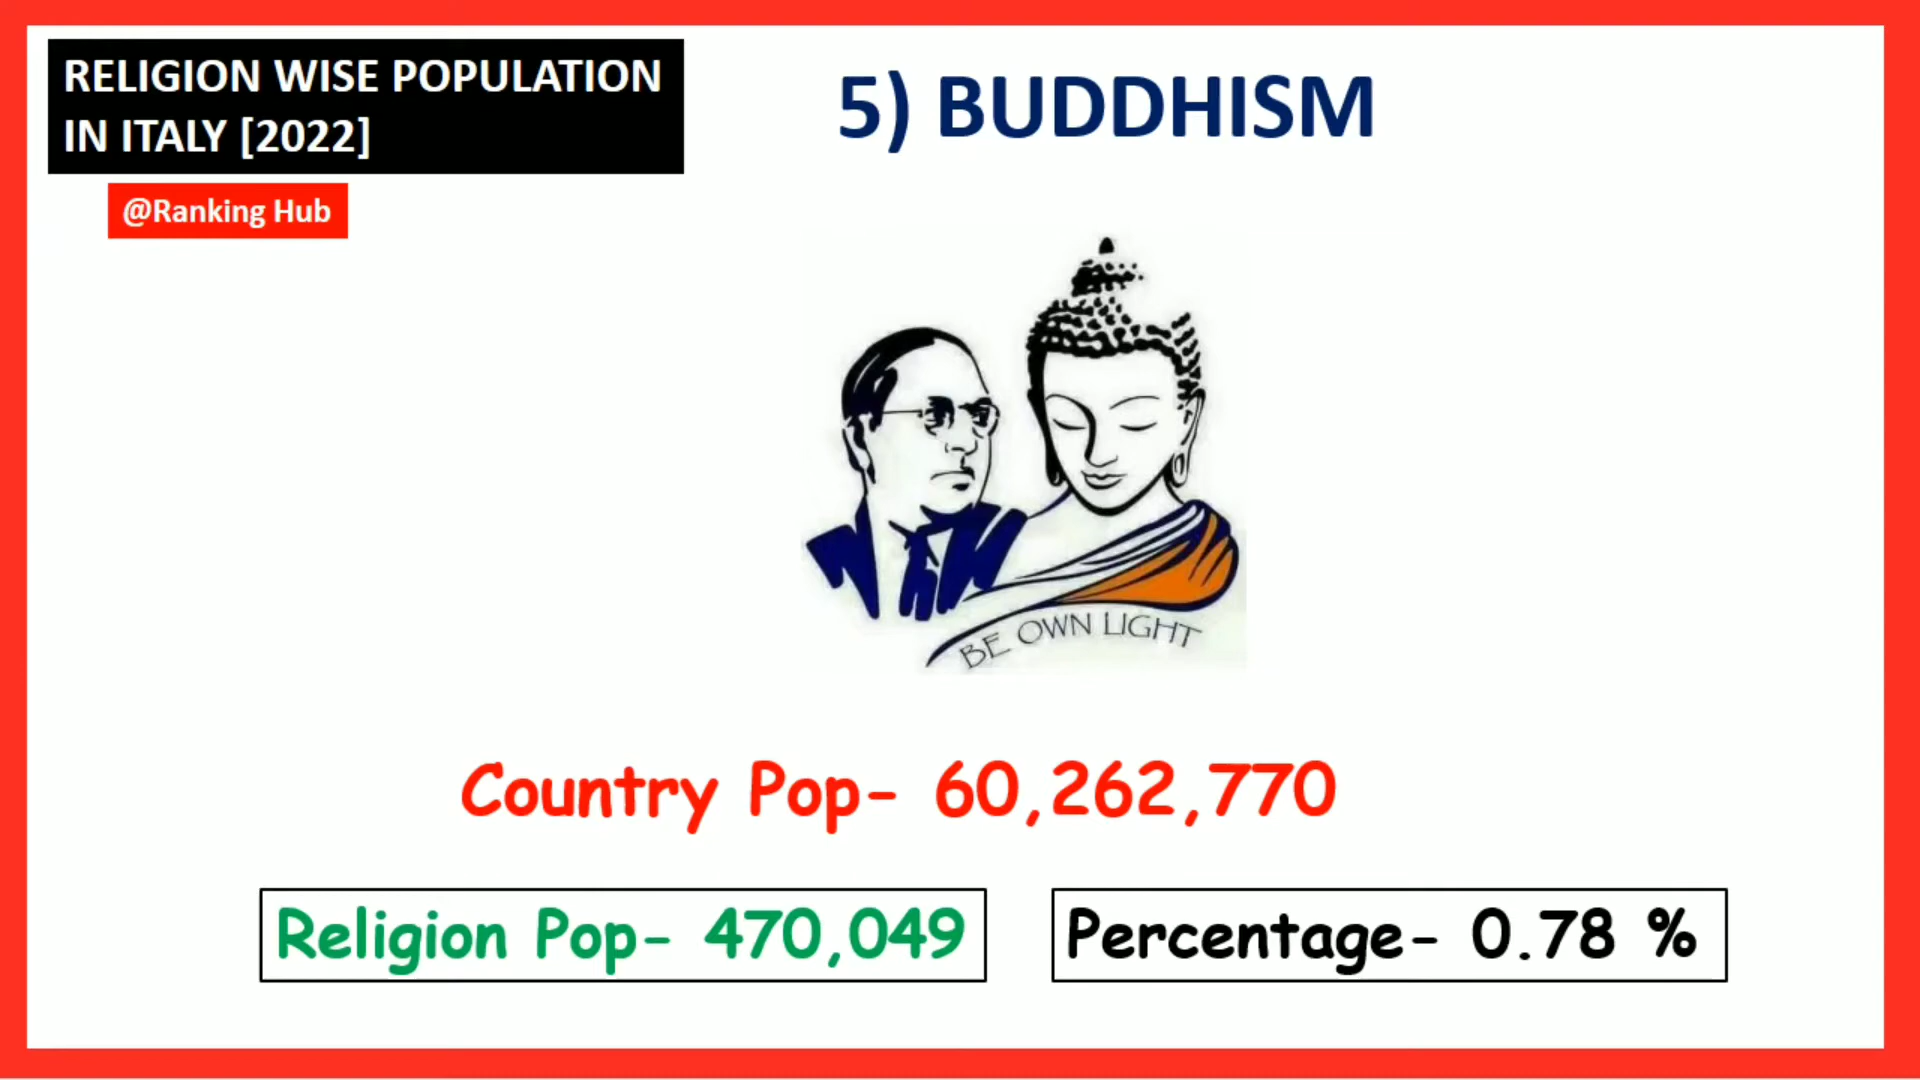 RELIGION WISE POPULATION
IN ITALY [2022]
@Ranking Hub
5) BUDDHISM
BE OWN LIGHT
Country Pop- 60,262,770
Religion Pop- 470,049
Percentage- 0.78 %